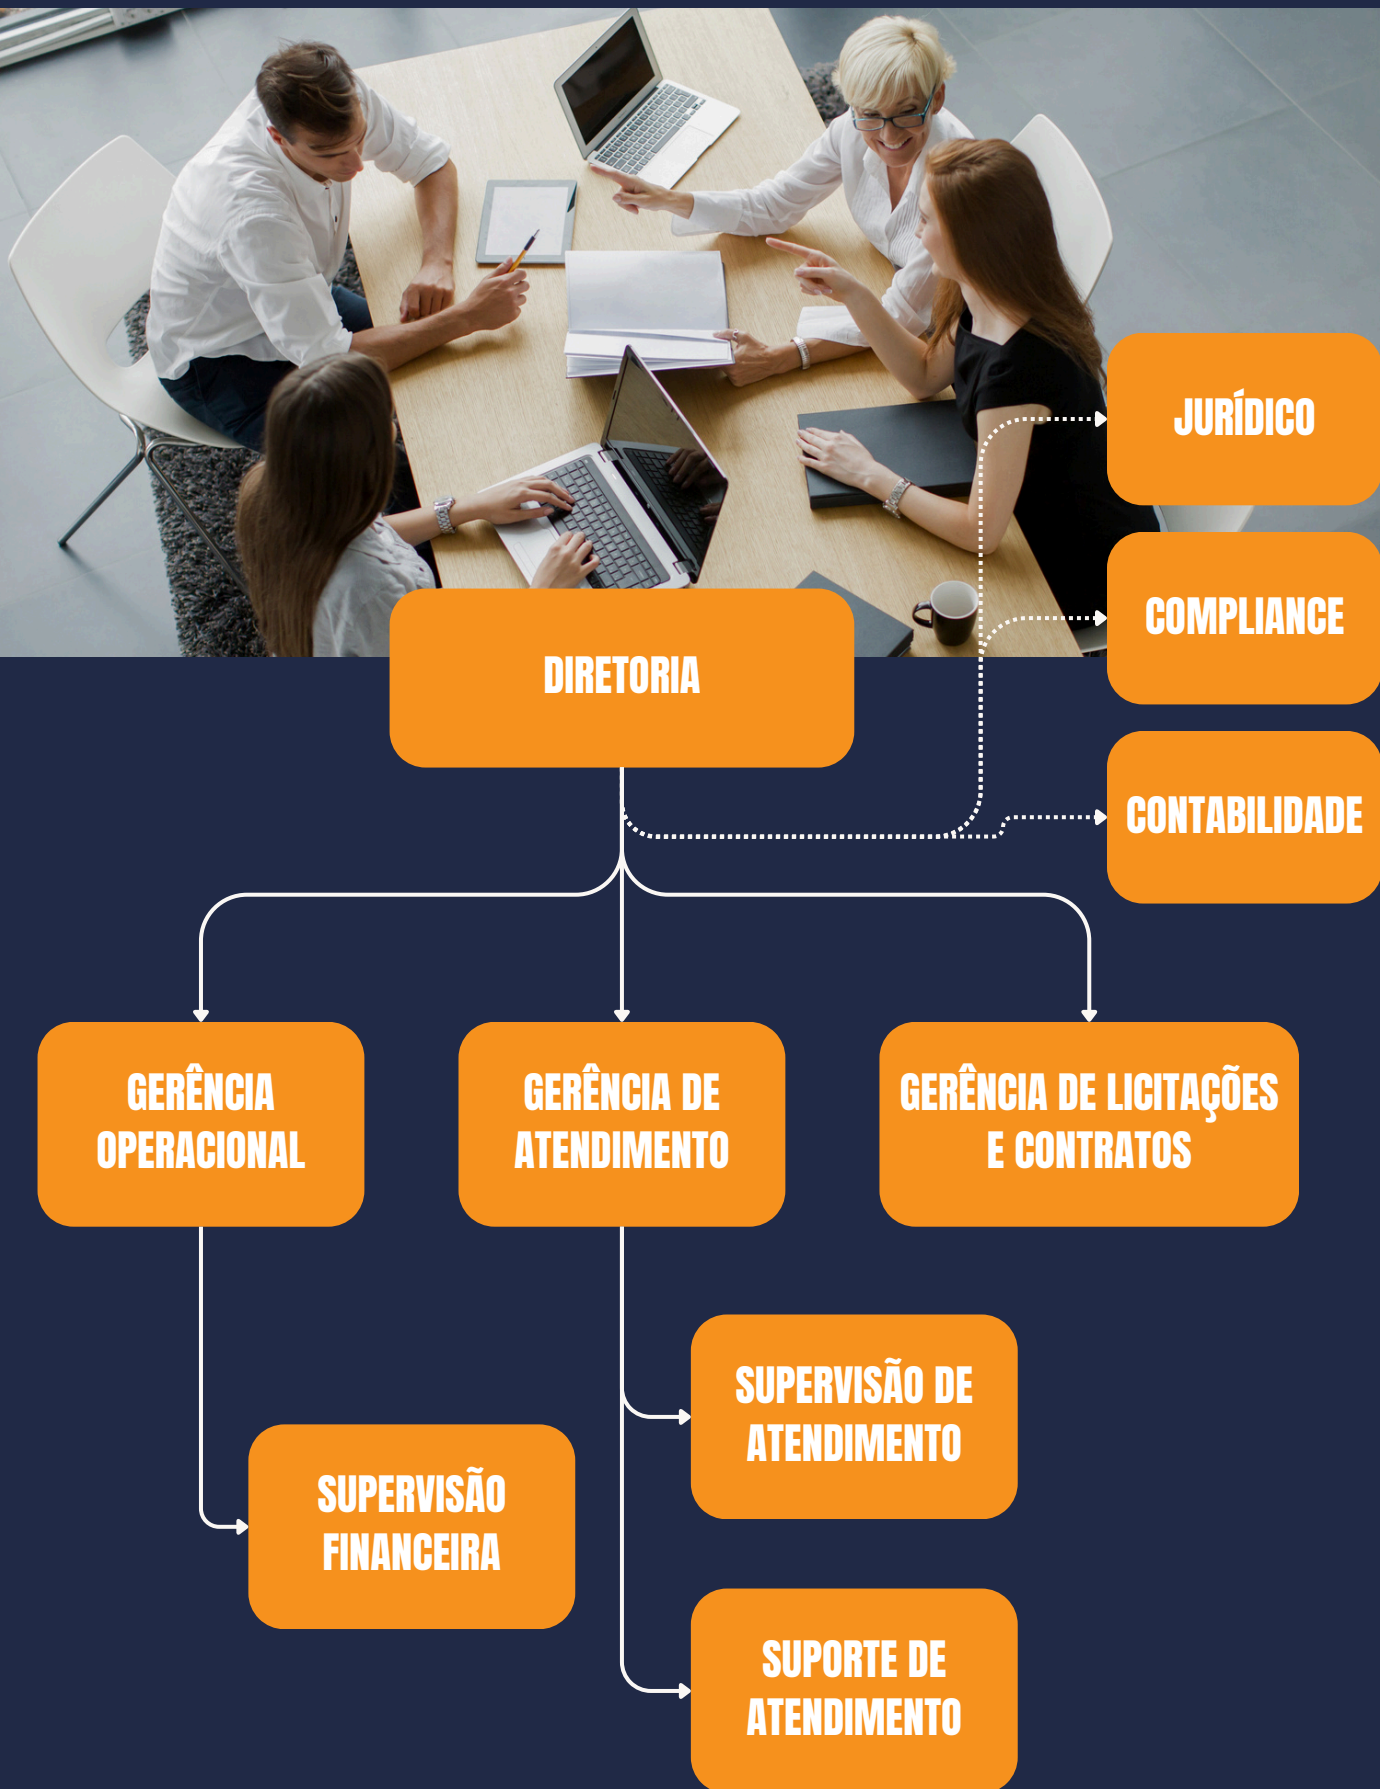 JURÍDICO
COMPLIANCE
DIRETORIA
CONTABILIDADE
GERÊNCIA
OPERACIONAL
GERÊNCIA DE
ATENDIMENTO
GERÊNCIA DE LICITAÇÕES
E CONTRATOS
SUPERVISÃO DE
ATENDIMENTO
SUPERVISÃO
FINANCEIRA
SUPORTE DE
ATENDIMENTO